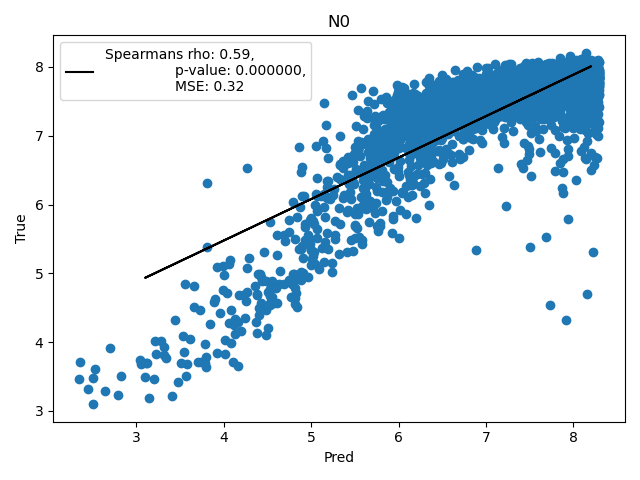 N0
Spearmans rho: 0.59,
p-value: 0.000000,
MSE: 0.32
True
8
7
6
5
4
3
3 4 5 6 7 8
Pred